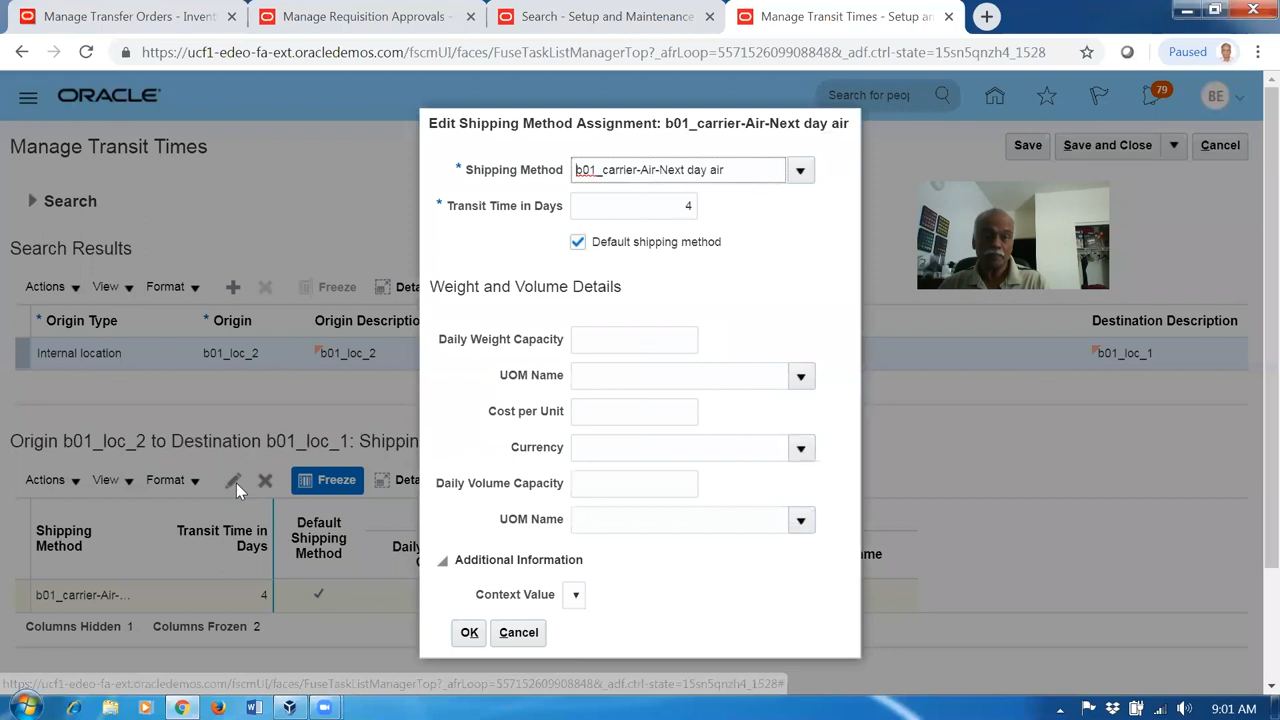 Manage Transfer Orders - Invent
Manage Requisition Approvals -
Search - Setup and Maintenance
Manage Transit Times - Setup an
https://ucf1-edeo-fa-ext.oracledemos.com/fscmUI/faces/FuseTaskListManagerTop?_afrLoop=5571526099088488&_adf.ctrl-state=15sn5qnzh4_1528
Paused
ORACLE
Search for peop
79
BE
Manage Transit Times
Save
Save and Close
Cancel
Search
Search Results
Actions View Format Freeze Deta
* Origin Type * Origin Origin Description Destination Description
Internal location b01_loc_2 b01_loc_2 b01_loc_1
Origin b01_loc_2 to Destination b01_loc_1: Shippin
Actions View Format Freeze Deta
Shipping Method
Transit Time in Days
Default Shipping Method
Daily
ame
b01_carrier-Air-... 4
Columns Hidden 1 Columns Frozen 2
Edit Shipping Method Assignment: b01_carrier-Air-Next day air
* Shipping Method b01_carrier-Air-Next day air
* Transit Time in Days 4
Default shipping method
Weight and Volume Details
Daily Weight Capacity
UOM Name
Cost per Unit
Currency
Daily Volume Capacity
UOM Name
Additional Information
Context Value
OK Cancel
https://ucf1-edeo-fa-ext.oracledemos.com/fscmUI/faces/FuseTaskListManagerTop?_afrLoop=5571526099088488&_adf.ctrl-state=15sn5qnzh4_1528#
9:01 AM